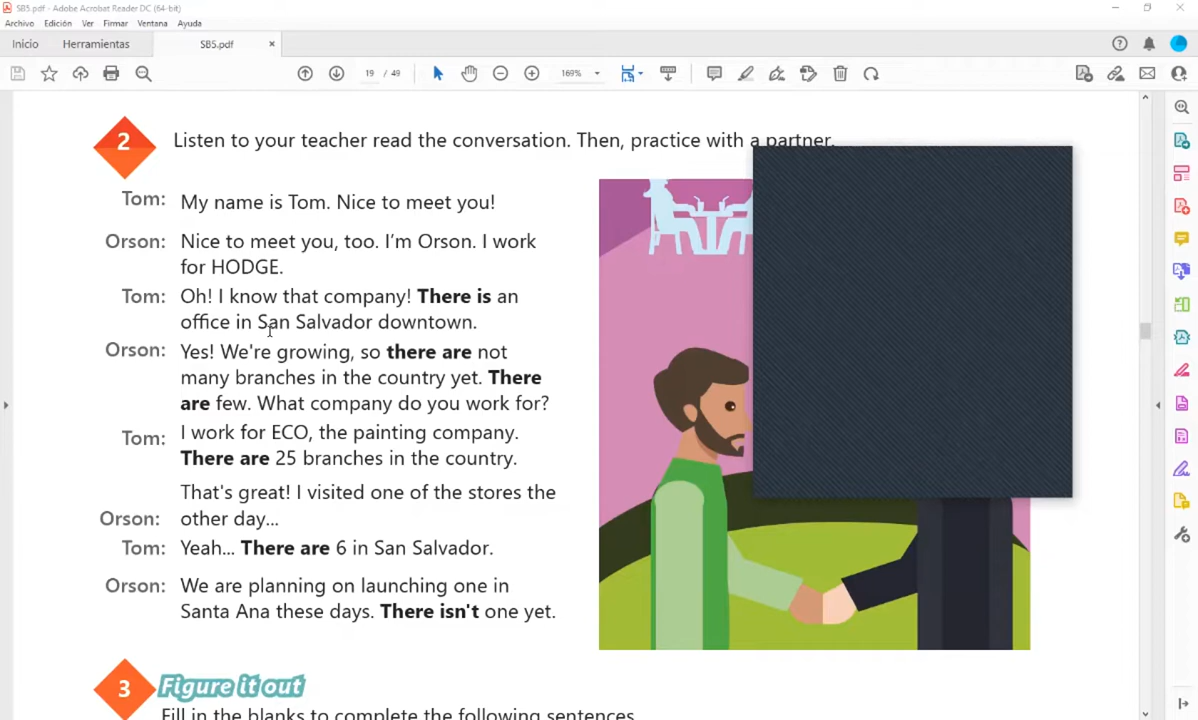 SB5.pdf - Adobe Acrobat Reader DC (64-bit)
Archivo Edición Ver Firmar Ventana Ayuda
Inicio Herramientas SB5.pdf ×
19 / 49 169%
2 Listen to your teacher read the conversation. Then, practice with a partner.
Tom: My name is Tom. Nice to meet you!
Orson: Nice to meet you, too. I'm Orson. I work
for HODGE.
Tom: Oh! I know that company! There is an
office in San Salvador downtown.
Orson: Yes! We're growing, so there are not
many branches in the country yet. There
are few. What company do you work for?
Tom: I work for ECO, the painting company.
There are 25 branches in the country.
That's great! I visited one of the stores the
Orson: other day...
Tom: Yeah... There are 6 in San Salvador.
Orson: We are planning on launching one in
Santa Ana these days. There isn't one yet.
3 Figure it out
Fill in the blanks to complete the following sentences